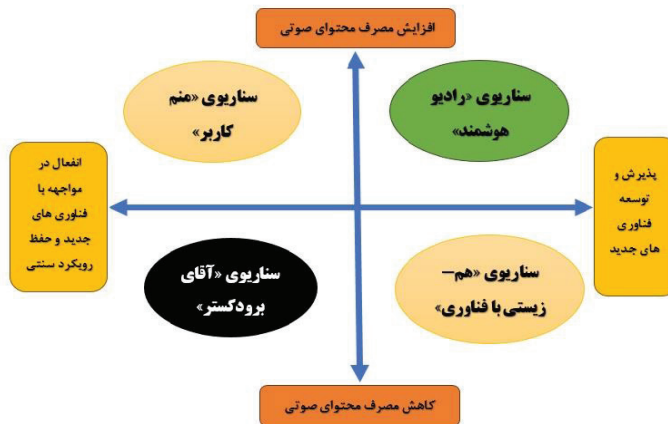 افزایش مصرف محتوای صوتی
سناریوی «رادیو
هوشمند»
سناریوی «منم
کاربر»
پذیرش و
توسعه
فناوری
های جدید
انفعال در
مواجهه با
فناوری های
جدید و حفظ
رویکرد سنتی
سناریوی «هم–
زیستی با فناوری»
سناریوی «آقای
برودکستر»
کاهش مصرف محتوای صوتی